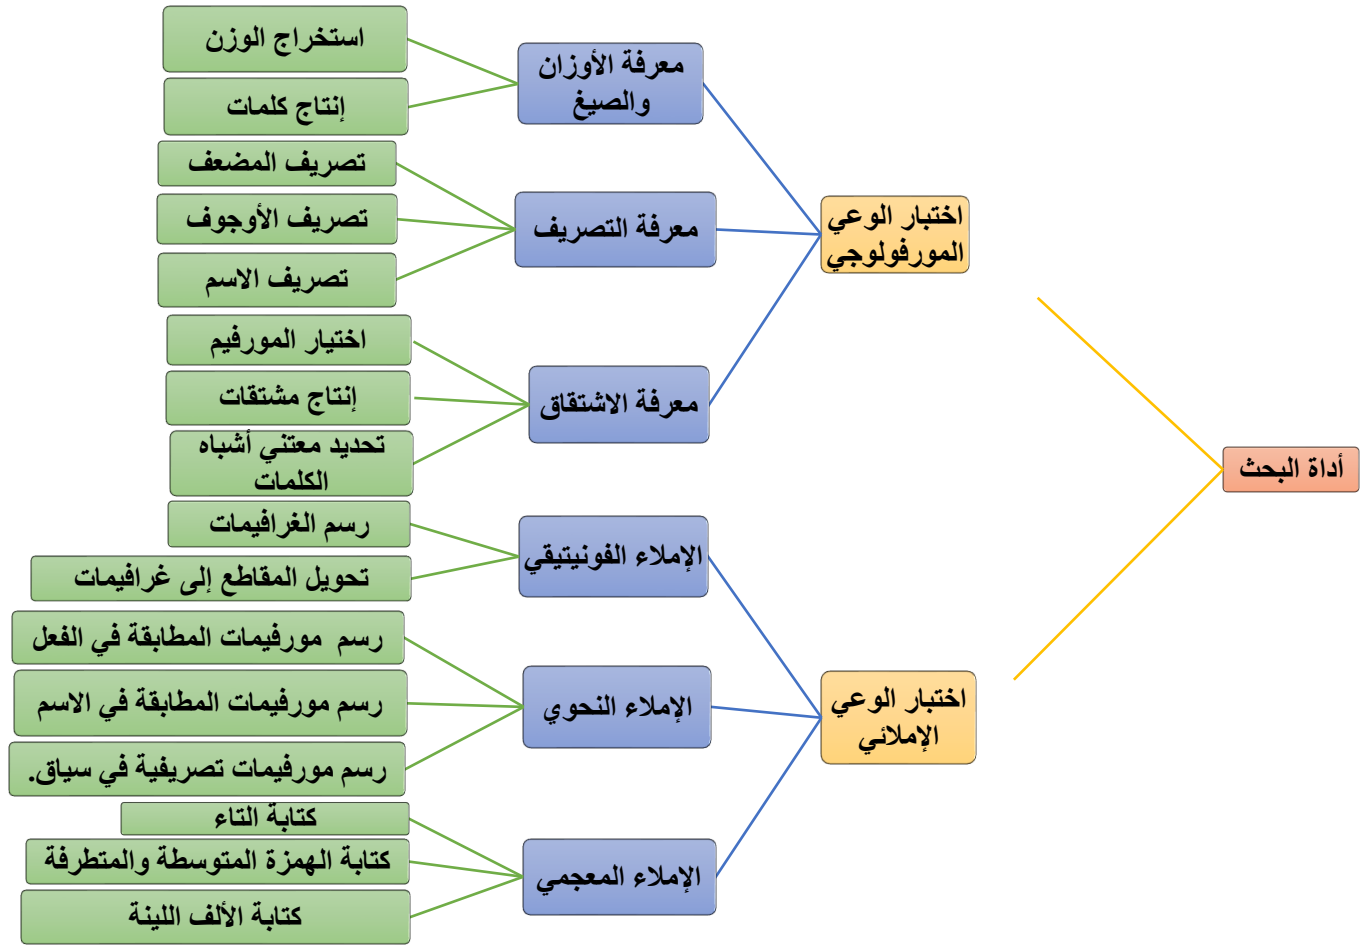 أداة البحث
اختبار الوعي
المورفولوجي
معرفة الأوزان
والصيغ
استخراج الوزن
إنتاج كلمات
معرفة التصريف
تصريف المضعف
تصريف الأوجوف
تصريف الاسم
معرفة الاشتقاق
اختيار المورفيم
إنتاج مشتقات
تحديد معتني أشباه
الكلمات
اختبار الوعي
الإملائي
الإملاء الفونيتيقي
رسم الغرافيمات
تحويل المقاطع إلى غرافيمات
الإملاء النحوي
رسم مورفيمات المطابقة في الفعل
رسم مورفيمات المطابقة في الاسم
رسم مورفيمات تصريفية في سياق.
الإملاء المعجمي
كتابة التاء
كتابة الهمزة المتوسطة والمتطرفة
كتابة الألف اللينة